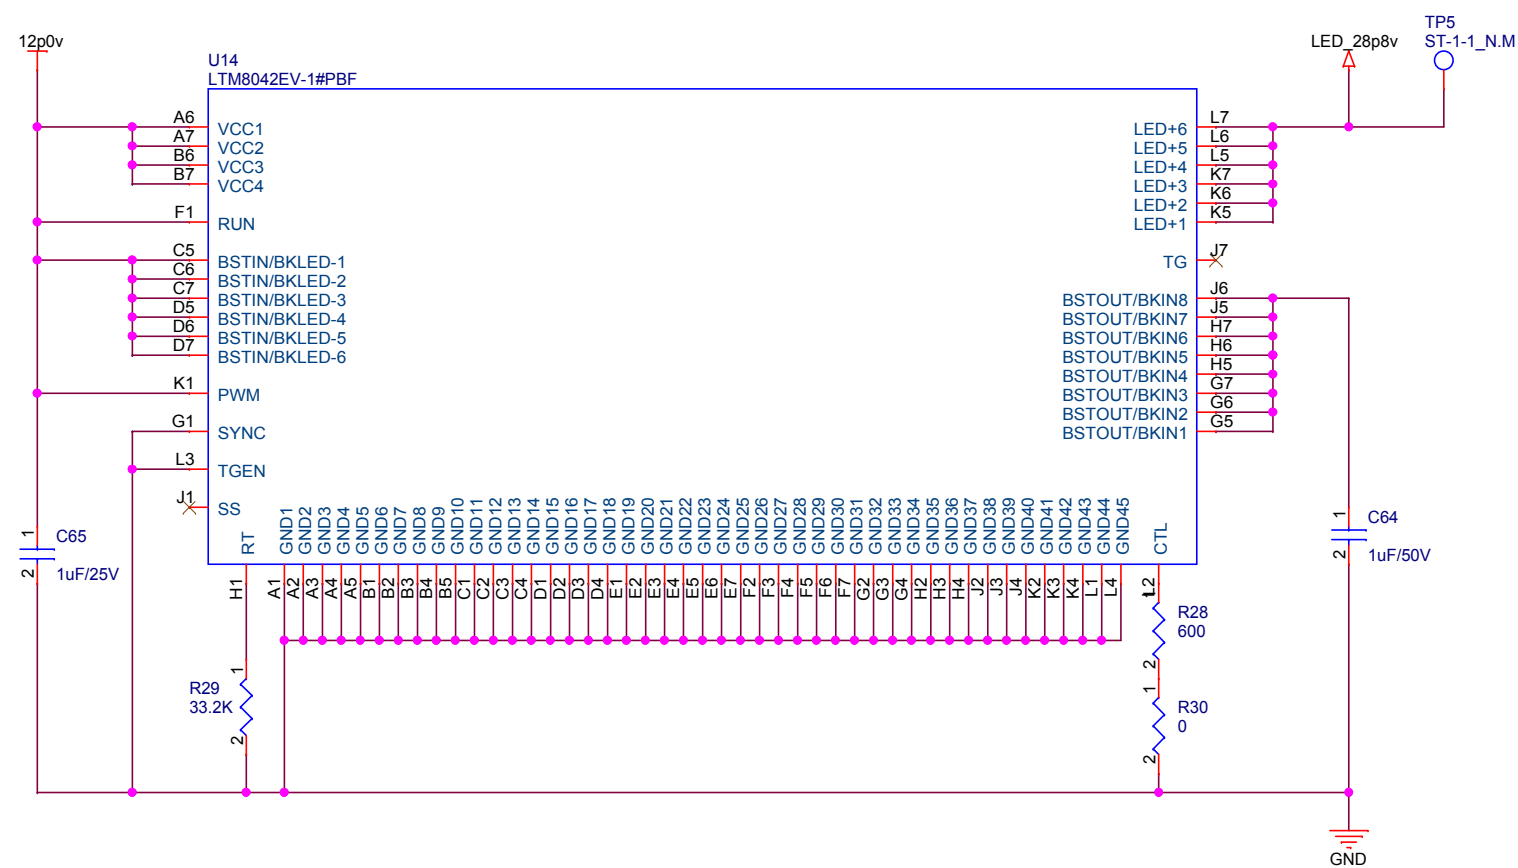 12p0v
U14
LTM8042EV-1#PBF
LED_28p8v
TP5
ST-1-1_N.M
A6
VCC1
A7
VCC2
B6
VCC3
B7
VCC4
F1
RUN
C5
BSTIN/BKLED-1
C6
BSTIN/BKLED-2
C7
BSTIN/BKLED-3
D5
BSTIN/BKLED-4
D6
BSTIN/BKLED-5
D7
BSTIN/BKLED-6
K1
PWM
G1
SYNC
L3
TGEN
J1
SS
L7
LED+6
L6
LED+5
L5
LED+4
K7
LED+3
K6
LED+2
K5
LED+1
J7
TG
J6
BSTOUT/BKIN8
J5
BSTOUT/BKIN7
H7
BSTOUT/BKIN6
H6
BSTOUT/BKIN5
H5
BSTOUT/BKIN4
G7
BSTOUT/BKIN3
G6
BSTOUT/BKIN2
G5
BSTOUT/BKIN1
RT
GND1
GND2
GND3
GND4
GND5
GND6
GND7
GND8
GND9
GND10
GND11
GND12
GND13
GND14
GND15
GND16
GND17
GND18
GND19
GND20
GND21
GND22
GND23
GND24
GND25
GND26
GND27
GND28
GND29
GND30
GND31
GND32
GND33
GND34
GND35
GND36
GND37
GND38
GND39
GND40
GND41
GND42
GND43
GND44
GND45
CTL
H1
A1
A2
A3
A4
A5
B1
B2
B3
B4
B5
C1
C2
C3
C4
D1
D2
D3
D4
E1
E2
E3
E4
E5
E6
E7
F2
F3
F4
F5
F6
F7
G2
G3
G4
H2
H3
H4
J2
J3
J4
K2
K3
K4
L1
L4
L2
1
C65
1uF/25V
2
1
C64
1uF/50V
2
1
R28
600
2
1
R29
33.2K
2
1
R30
0
2
GND